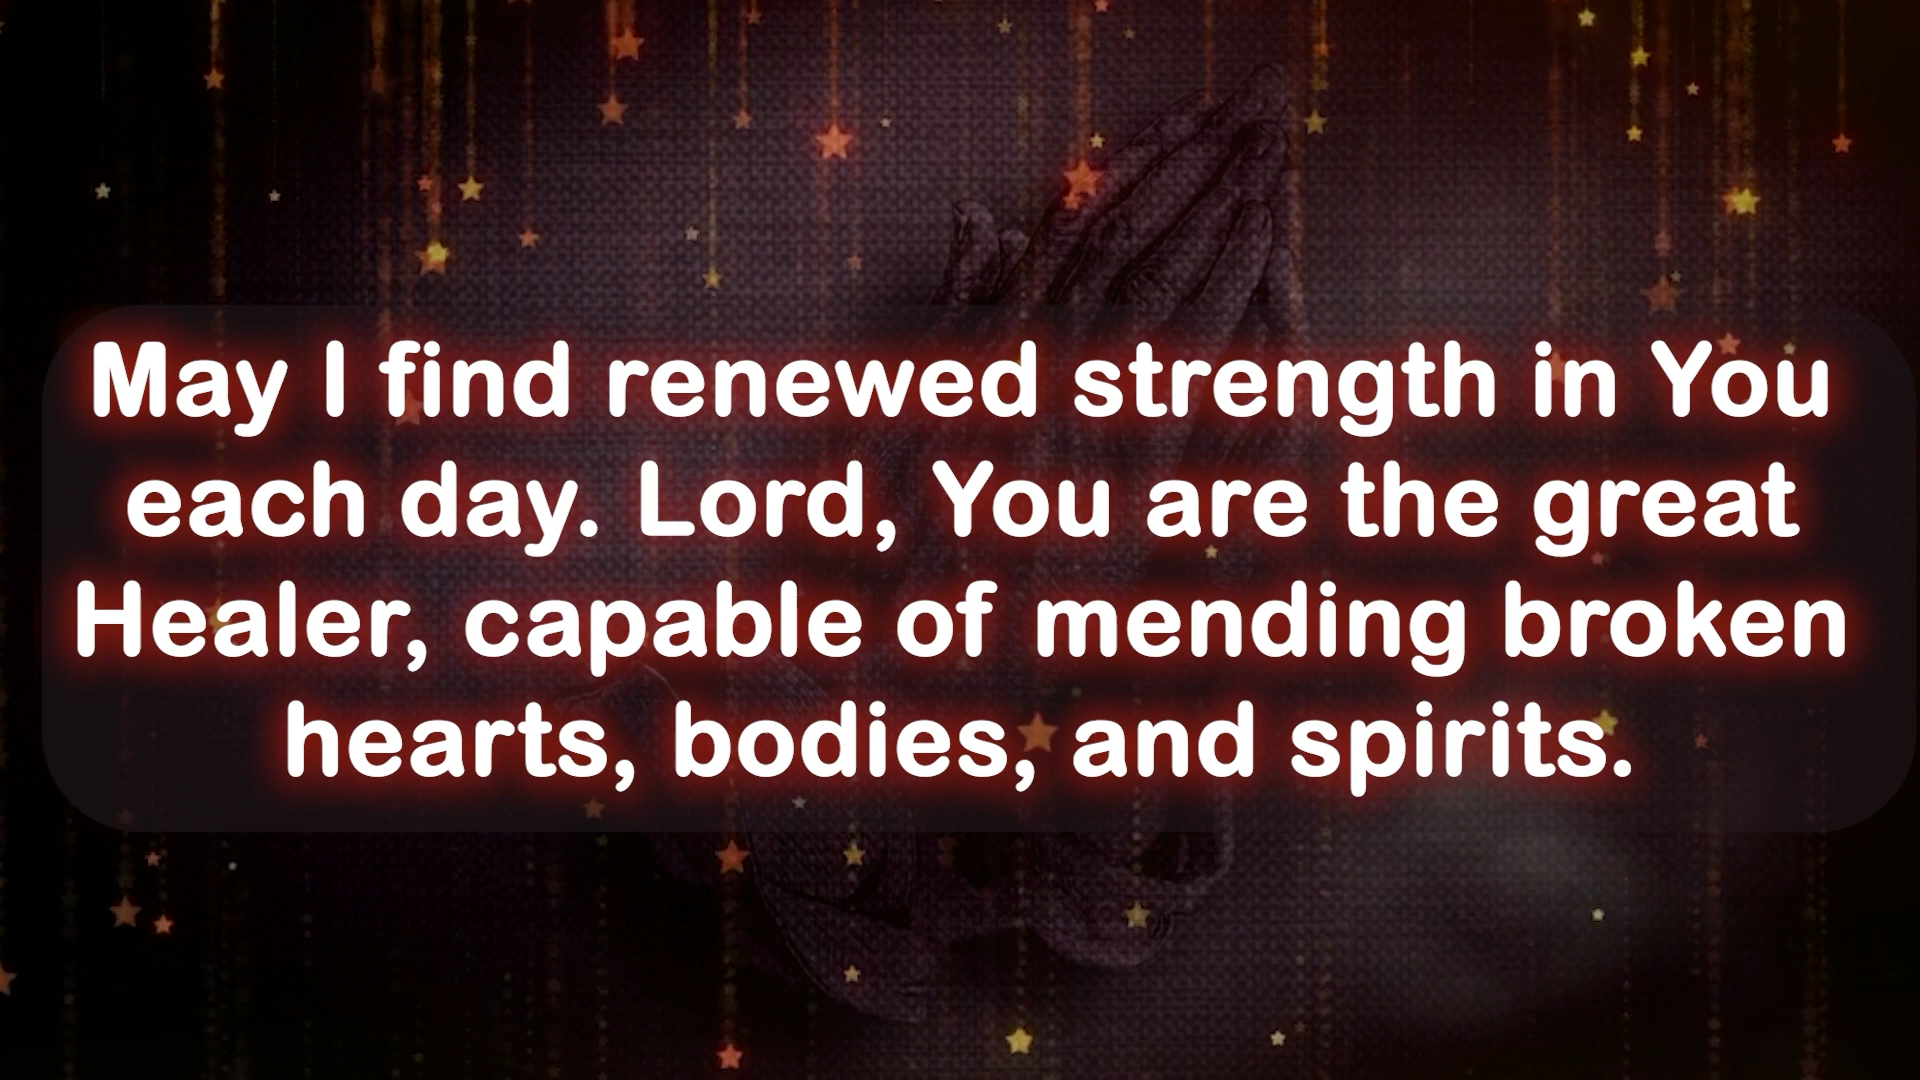 May I find renewed strength in You
each day. Lord, You are the great
Healer, capable of mending broken
hearts, bodies, and spirits.